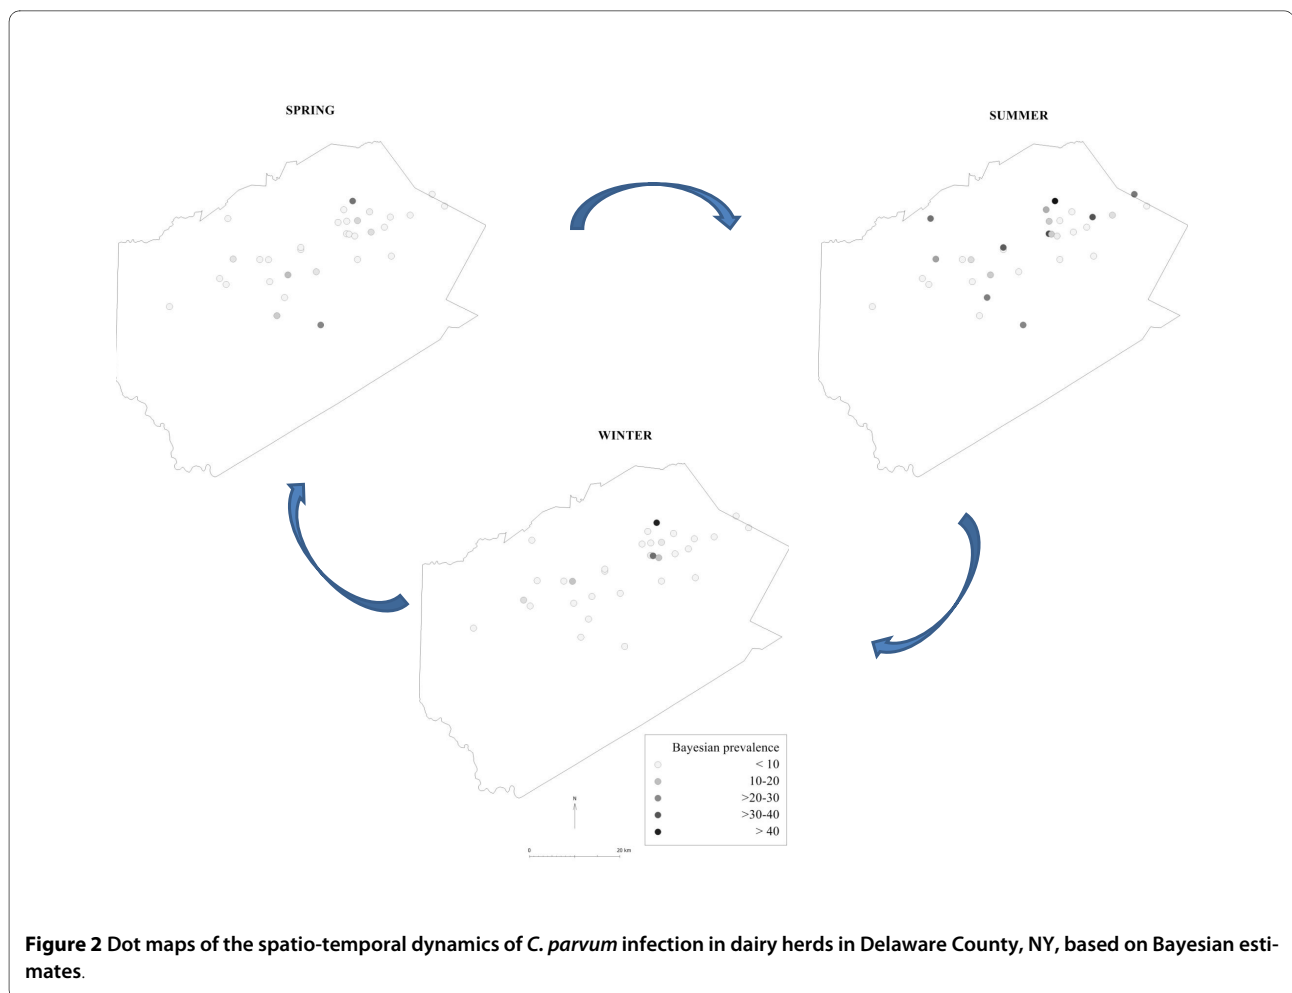 SPRING
SUMMER
WINTER
Bayesian prevalence
< 10
10-20
>20-30
>30-40
> 40
N
0 20 km
Figure 2 Dot maps of the spatio-temporal dynamics of C. parvum infection in dairy herds in Delaware County, NY, based on Bayesian esti-
mates.